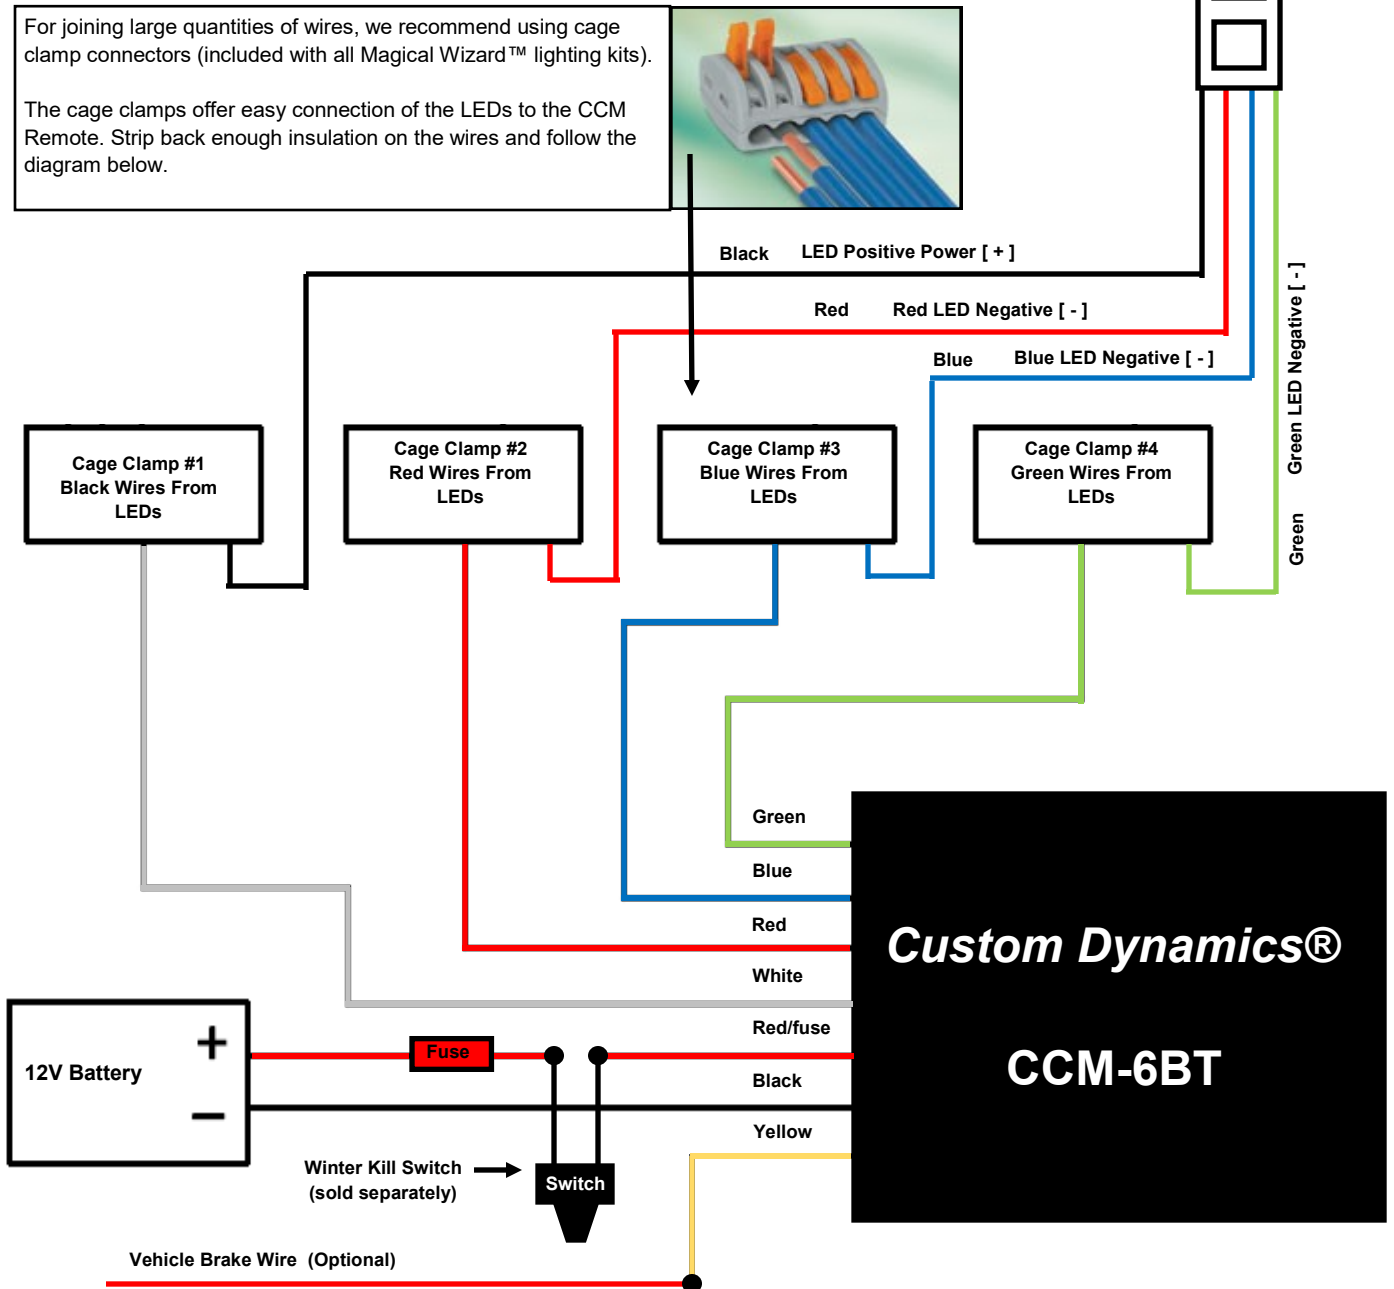 For joining large quantities of wires, we recommend using cage
clamp connectors (included with all Magical Wizard™ lighting kits).
The cage clamps offer easy connection of the LEDs to the CCM
Remote. Strip back enough insulation on the wires and follow the
diagram below.
Black LED Positive Power [ + ]
Red Red LED Negative [ - ]
Blue Blue LED Negative [ - ]
Green Green LED Negative [ - ]
Cage Clamp #1
Black Wires From
LEDs
Cage Clamp #2
Red Wires From
LEDs
Cage Clamp #3
Blue Wires From
LEDs
Cage Clamp #4
Green Wires From
LEDs
Green
Blue
Red
White
Red/fuse
Black
Yellow
Custom Dynamics®
CCM-6BT
12V Battery
+
−
Fuse
Winter Kill Switch
(sold separately)
Switch
Vehicle Brake Wire (Optional)